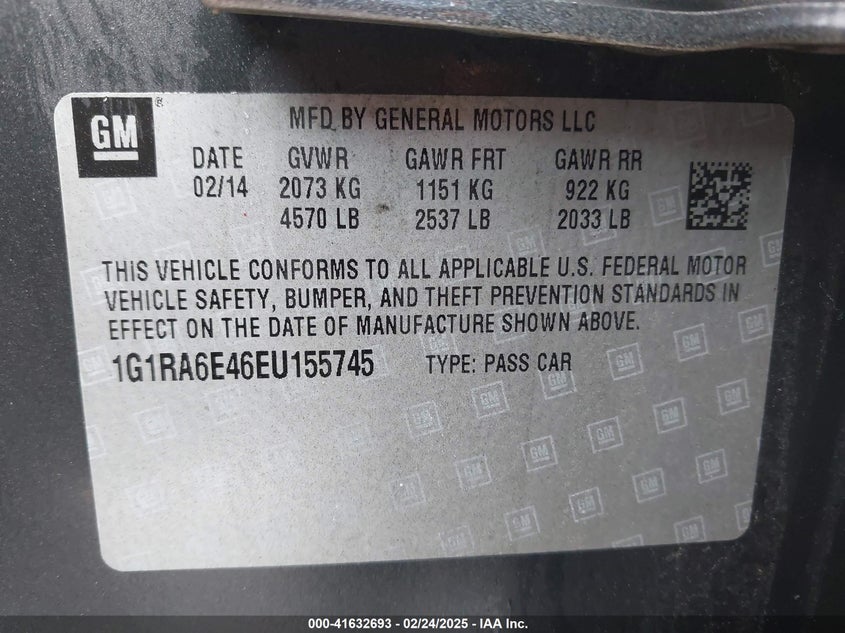 GM
MFD BY GENERAL MOTORS LLC
DATE GVWR GAWR FRT GAWR RR
02/14 2073 KG 1151 KG 922 KG
4570 LB 2537 LB 2033 LB
THIS VEHICLE CONFORMS TO ALL APPLICABLE U.S. FEDERAL MOTOR
VEHICLE SAFETY, BUMPER, AND THEFT PREVENTION STANDARDS IN
EFFECT ON THE DATE OF MANUFACTURE SHOWN ABOVE.
1G1RA6E46EU155745 TYPE: PASS CAR
000-41632693 - 02/24/2025 - IAA Inc.